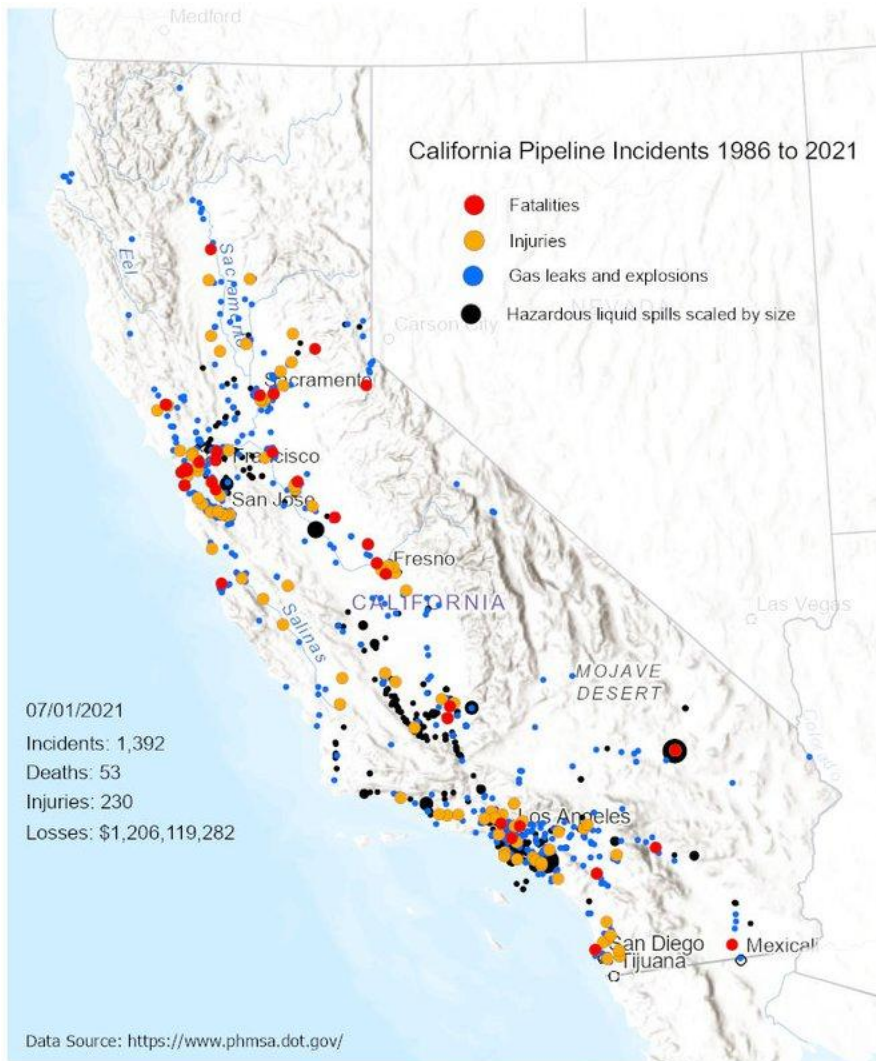 Medford
California Pipeline Incidents 1986 to 2021
Fatalities
Injuries
Gas leaks and explosions
Hazardous liquid spills scaled by size
NEVADA
Carson City
Eel
Sacramento
Sacramento
Francisco
San Jose
Fresno
CALIFORNIA
Las Vegas
Salinas
MOJAVE
DESERT
Colorado
07/01/2021
Incidents: 1,392
Deaths: 53
Injuries: 230
Losses: $1,206,119,282
Los Angeles
San Diego
Mexicali
Tijuana
Data Source: https://www.phmsa.dot.gov/